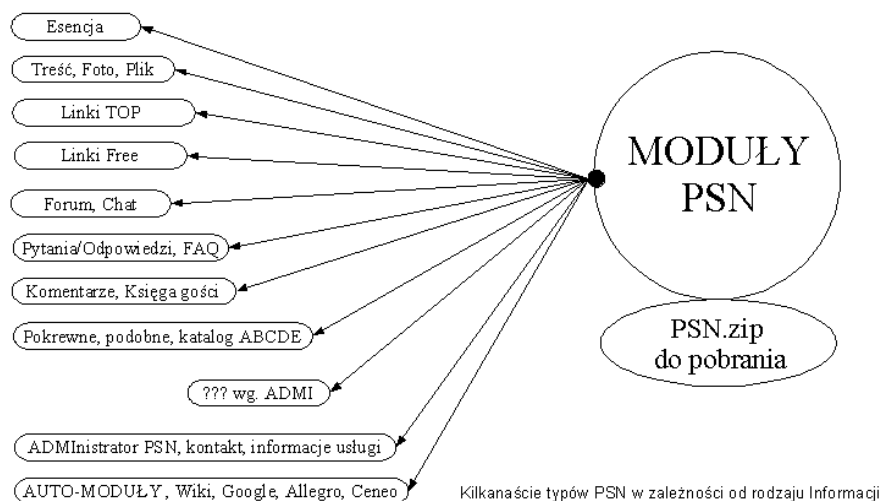 Esencja
Treść, Foto, Plik
Linki TOP
Linki Free
Forum, Chat
Pytania/Odpowiedzi, FAQ
Komentarze, Księga gości
Pokrewne, podobne, katalog ABCDE
??? wg. ADMI
ADMInistrator PSN, kontakt, informacje usługi
AUTO-MODUŁY, Wiki, Google, Allegro, Ceneo
MODUŁY
PSN
PSN.zip
do pobrania
Kilkanaście typów PSN w zależności od rodzaju Informacji